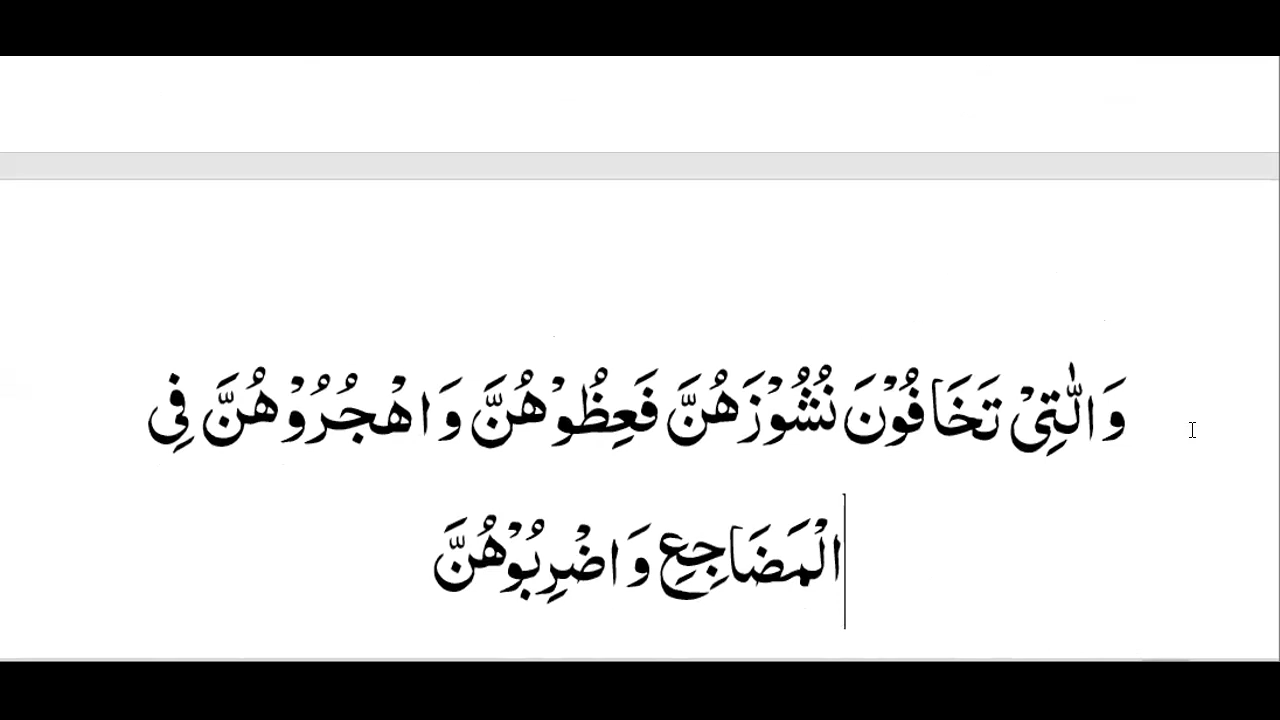 وَالّٰتِیْ تَخَافُوْنَ نُشُوْزَهُنَّ فَعِظُوْهُنَّ وَاهْجُرُوْهُنَّ فِی
الْمَضَاجِعِ وَاضْرِبُوْهُنَّ